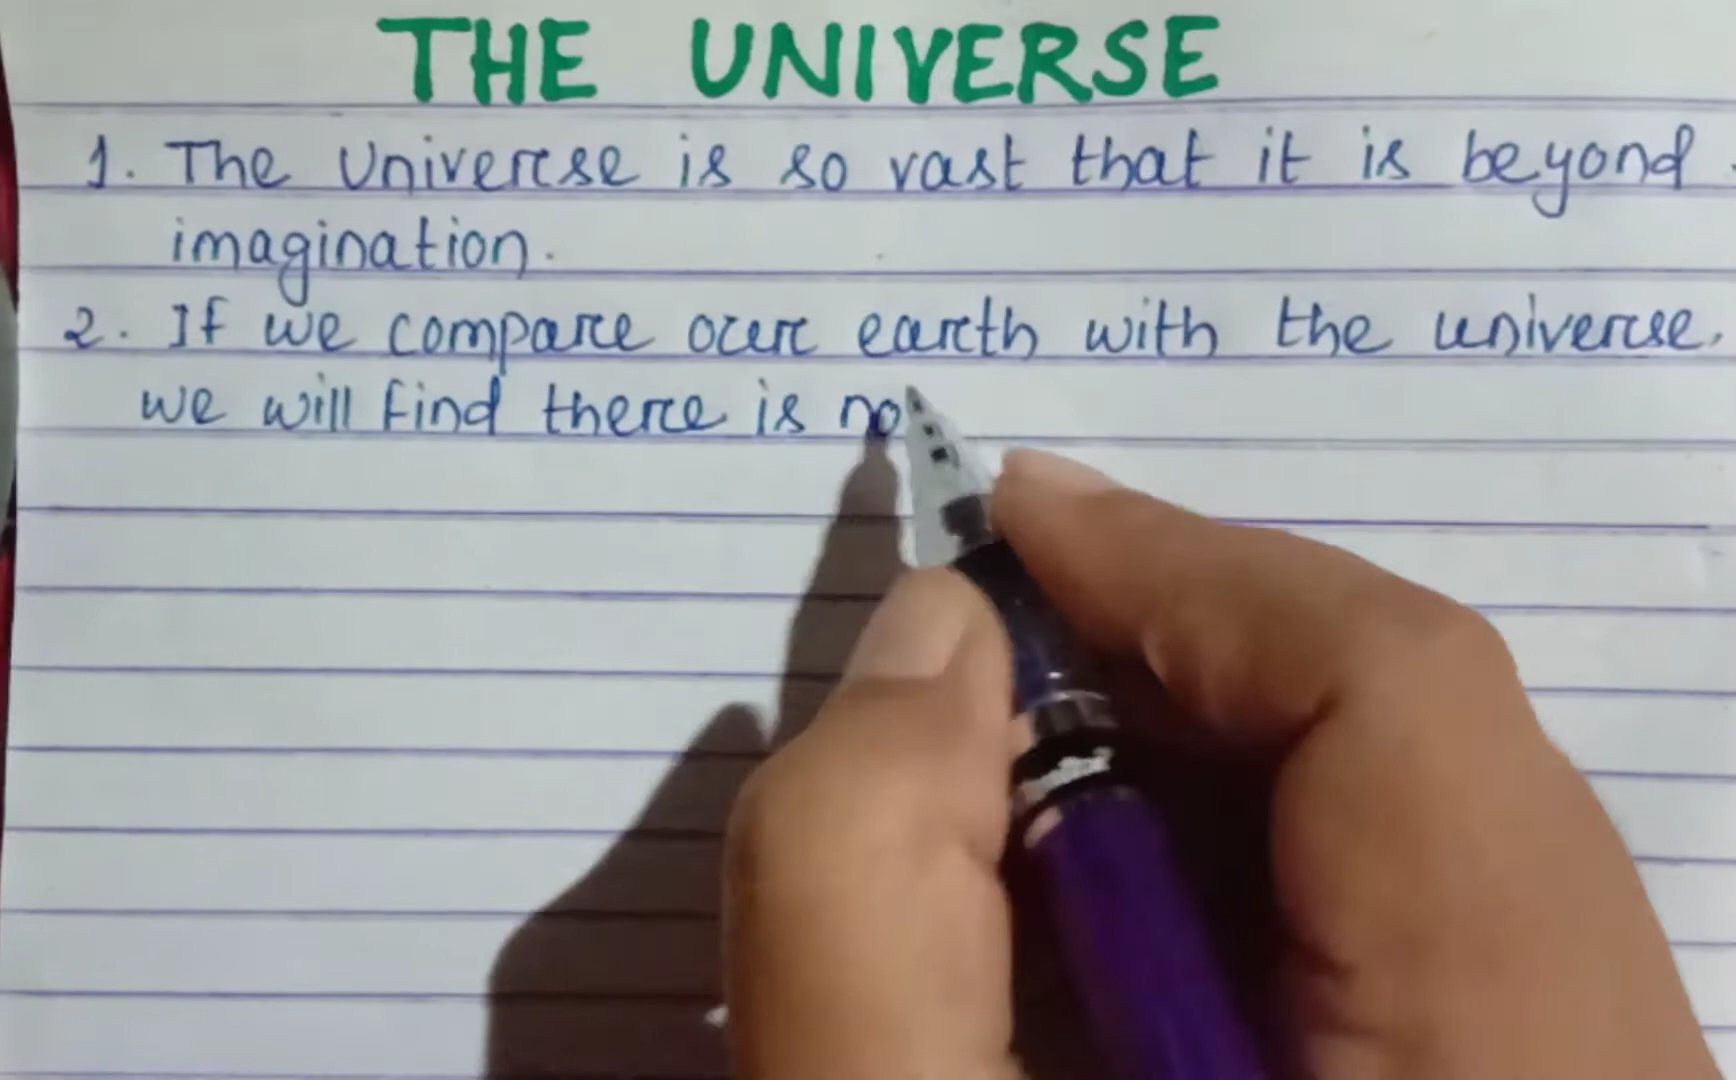 THE UNIVERSE
1. The Universe is so vast that it is beyond
imagination.
2. If we compare our earth with the universe,
we will find there is no